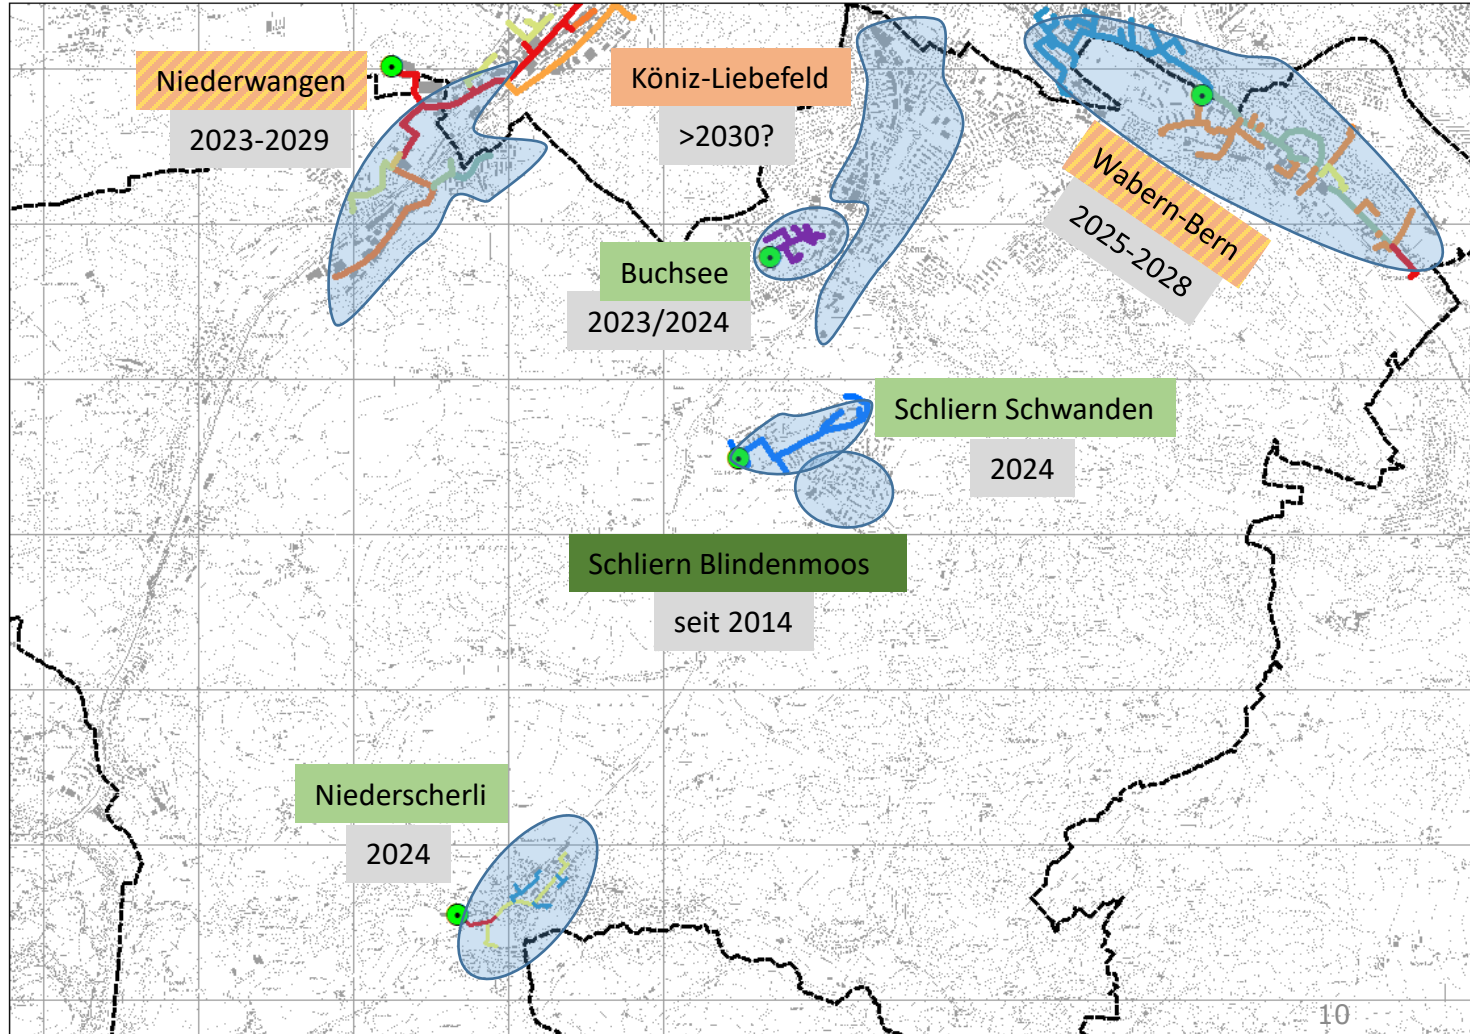 Niederwangen
2023-2029
Köniz-Liebefeld
>2030?
Wabern-Bern
2025-2028
Buchsee
2023/2024
Schliern Schwanden
2024
Schliern Blindenmoos
seit 2014
Niederscherli
2024
10